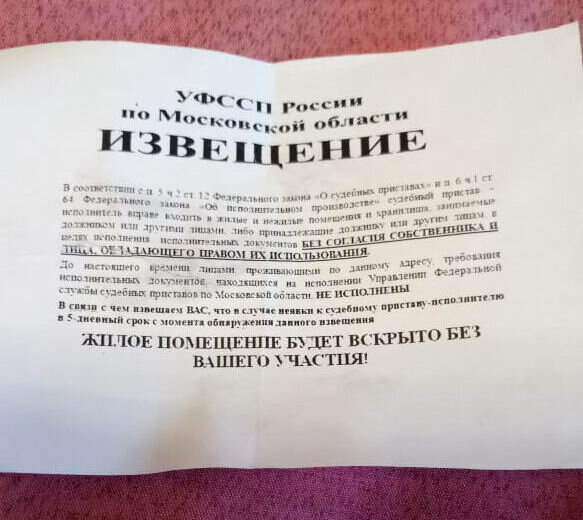 УФССП России
по Московской области
ИЗВЕЩЕНИЕ
В соответствии с п. 5 ч 2 ст. 12 Федерального закона «О судебных приставах» и п. 6 ч 1 ст.
64 Федерального закона «Об исполнительном производстве» судебный пристав –
исполнитель вправе входить в жилые и нежилые помещения и хранилища, занимаемые
должником или другими лицами, либо принадлежащие должнику или другим лицам, в
целях исполнения исполнительных документов БЕЗ СОГЛАСИЯ СОБСТВЕННИКА И
ЛИЦА, ОБЛАДАЮЩЕГО ПРАВОМ ИХ ИСПОЛЬЗОВАНИЯ.
До настоящего времени лицами, проживающими по данному адресу, требования
исполнительных документов, находящихся на исполнении Управлении Федеральной
службы судебных приставов по Московской области, НЕ ИСПОЛНЕНЫ
В связи с чем извещаем ВАС, что в случае неявки к судебному приставу-исполнителю
в 5-дневный срок с момента обнаружения данного извещения
ЖИЛОЕ ПОМЕЩЕНИЕ БУДЕТ ВСКРЫТО БЕЗ
ВАШЕГО УЧАСТИЯ!